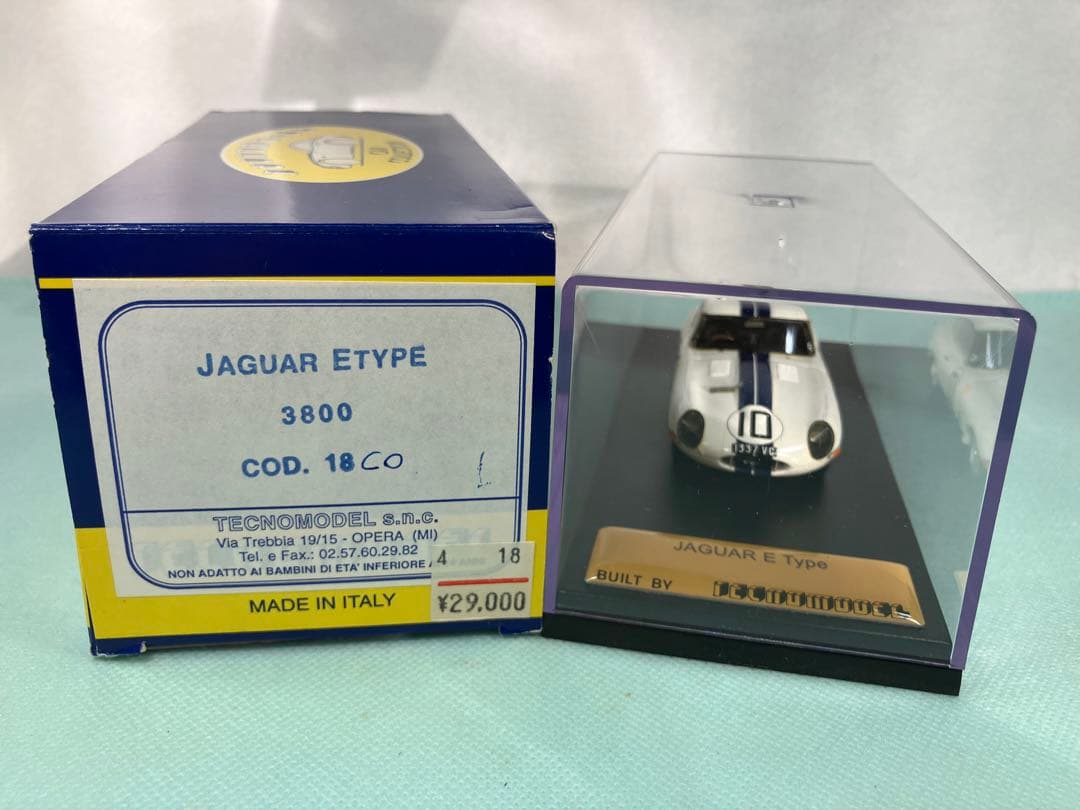 JAGUAR ETYPE
3800
COD. 18 CO
TECNOMODEL s.n.c.
Via Trebbia 19/15 - OPERA (MI)
Tel. e Fax.: 02.57.60.29.82
NON ADATTO AI BAMBINI DI ETA' INFERIORE A
MADE IN ITALY
4 18
¥29,000
10
JAGUAR E Type
BUILT BY TECNOMODEL